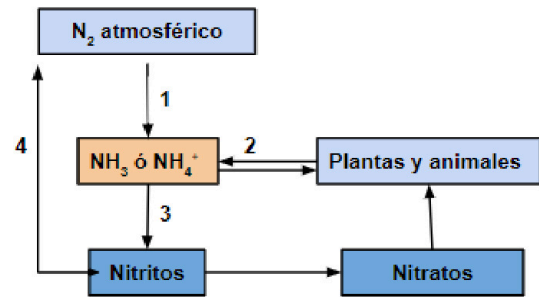 N₂ atmosférico
1
4
2
NH₃ ó NH₄⁺
Plantas y animales
3
Nitritos
Nitratos